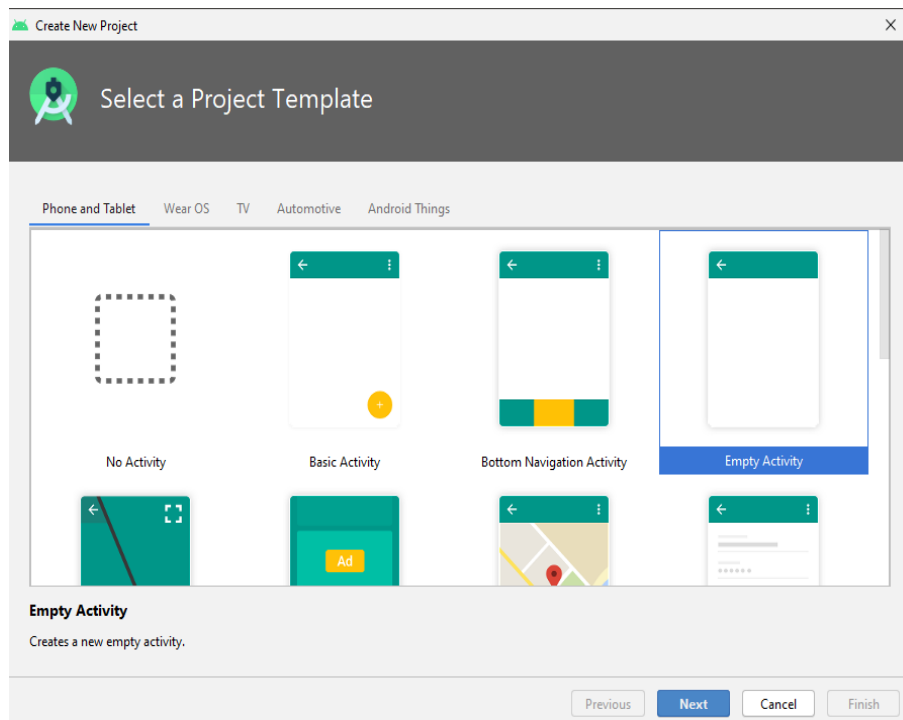 Create New Project
Select a Project Template
Phone and Tablet Wear OS TV Automotive Android Things
No Activity Basic Activity Bottom Navigation Activity Empty Activity
Ad
Empty Activity
Creates a new empty activity.
Previous Next Cancel Finish